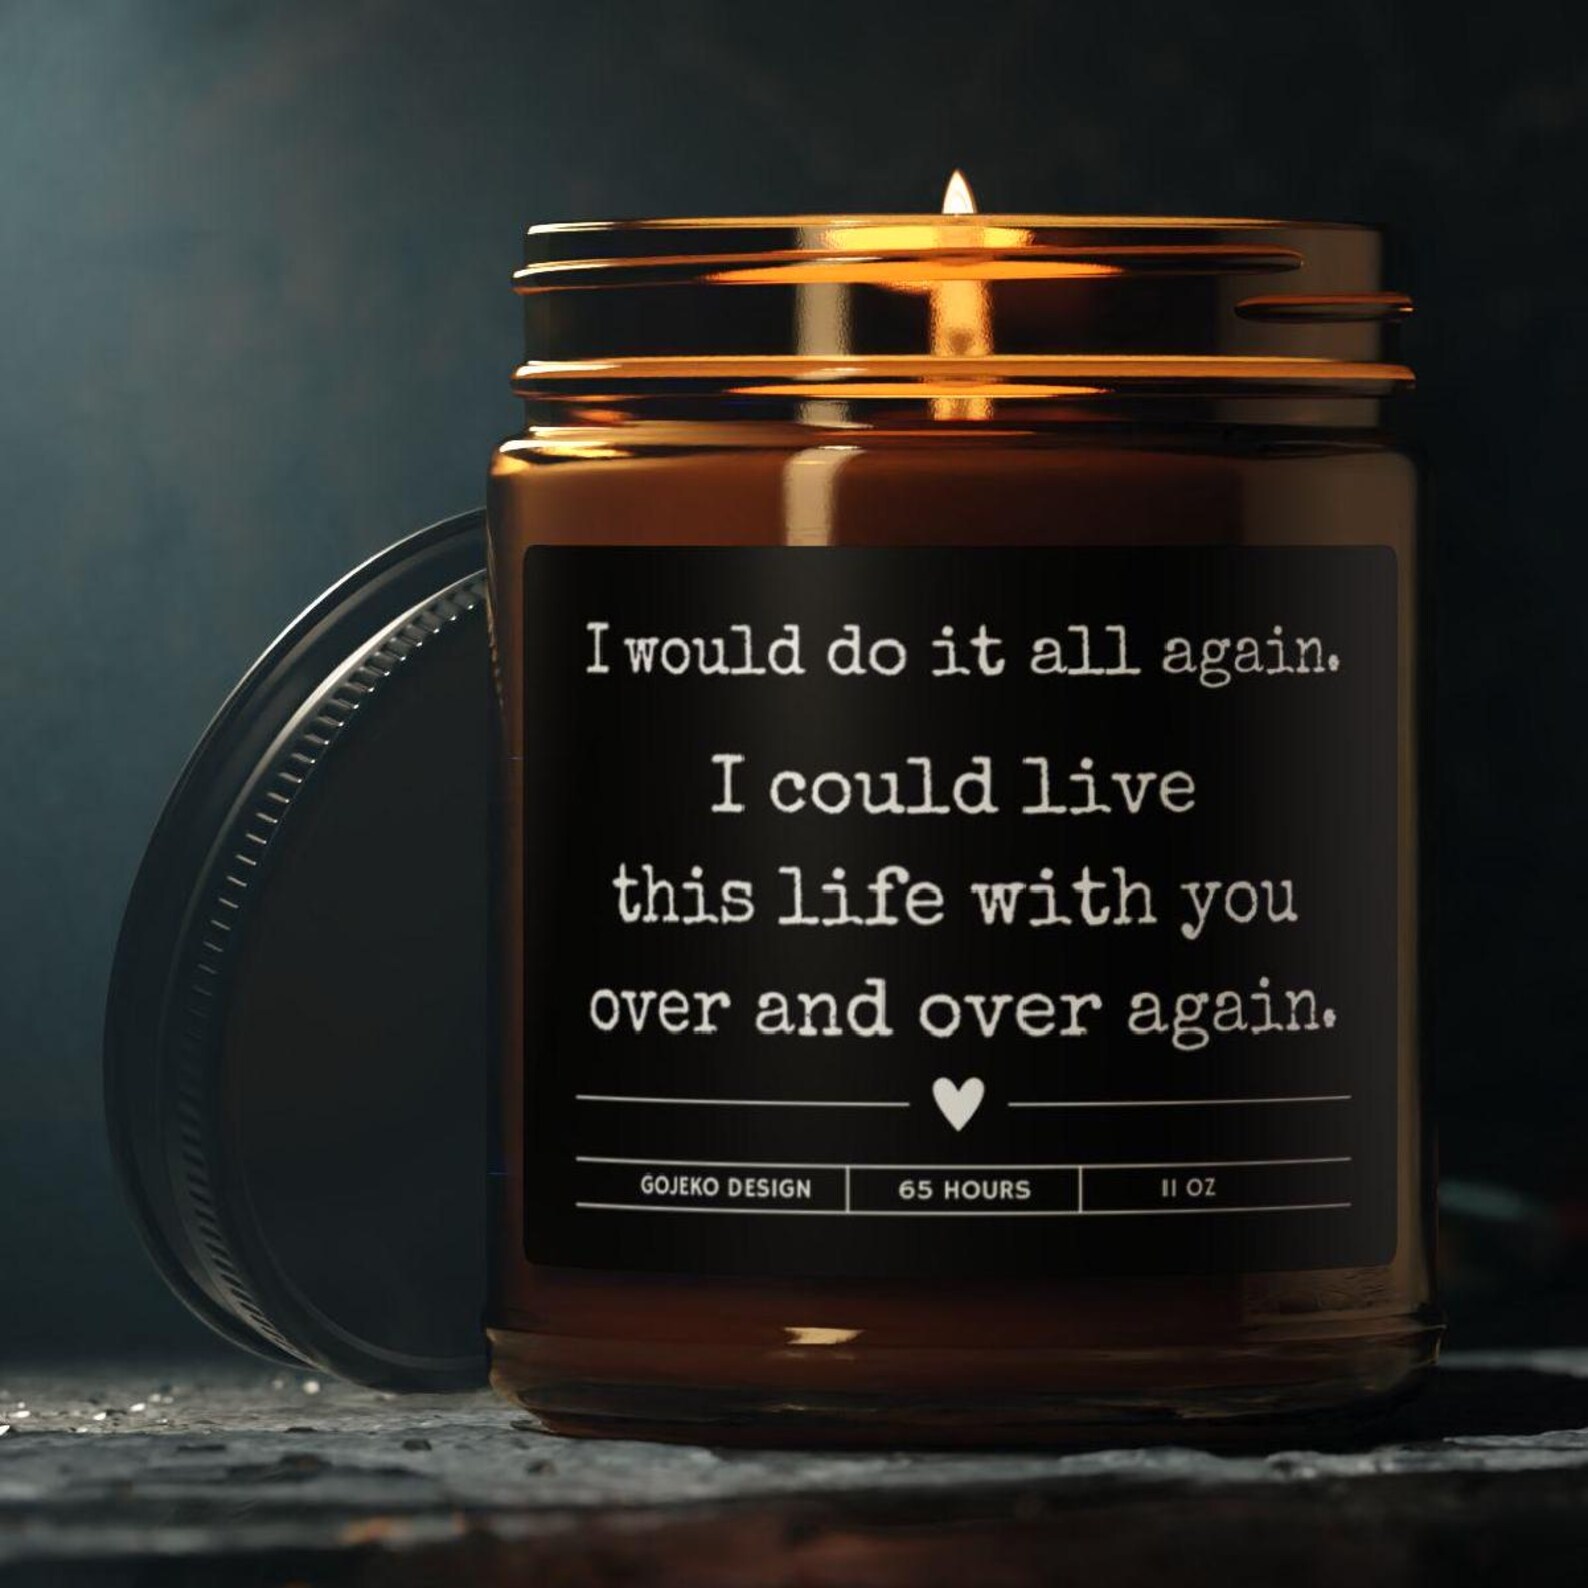 I would do it all again.
I could live
this life with you
over and over again.
GOJEKO DESIGN 65 HOURS 11 OZ